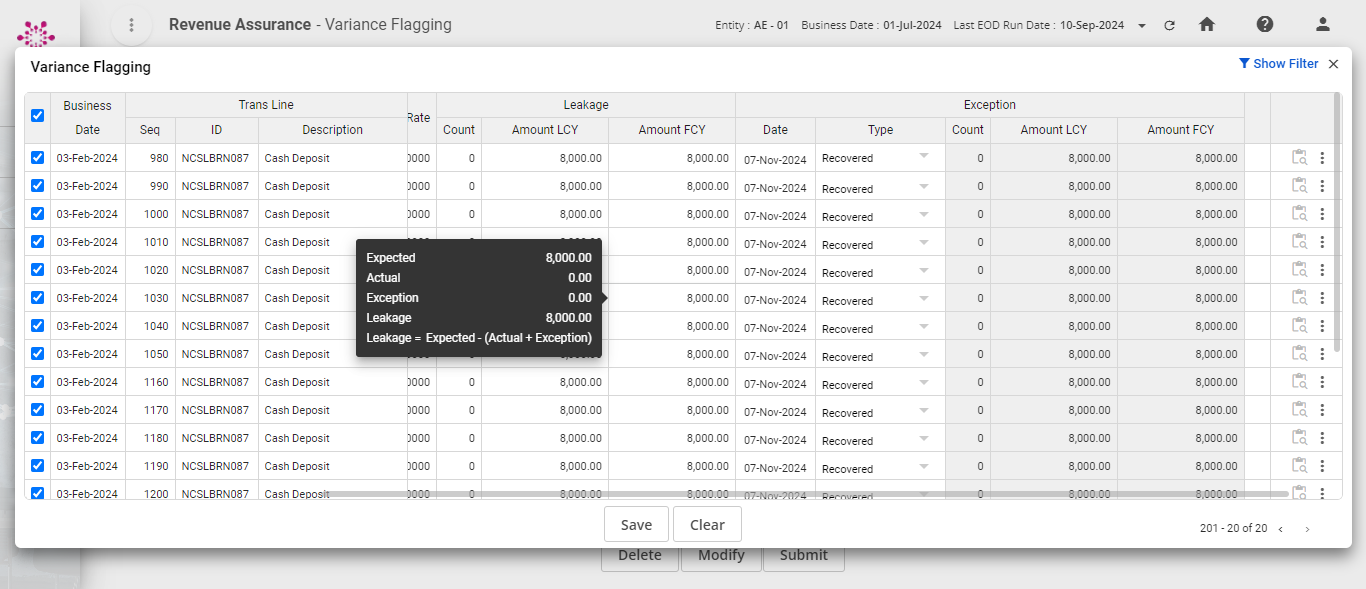 Revenue Assurance - Variance Flagging
Entity : AE - 01 Business Date : 01-Jul-2024 Last EOD Run Date : 10-Sep-2024
Variance Flagging
Show Filter
Business Date Trans Line Rate Leakage Exception
Seq ID Description Count Amount LCY Amount FCY Date Type Count Amount LCY Amount FCY
03-Feb-2024 980 NCSLBRN087 Cash Deposit 0000 0 8,000.00 8,000.00 07-Nov-2024 Recovered 0 8,000.00 8,000.00
03-Feb-2024 990 NCSLBRN087 Cash Deposit 0000 0 8,000.00 8,000.00 07-Nov-2024 Recovered 0 8,000.00 8,000.00
03-Feb-2024 1000 NCSLBRN087 Cash Deposit 0000 0 8,000.00 8,000.00 07-Nov-2024 Recovered 0 8,000.00 8,000.00
03-Feb-2024 1010 NCSLBRN087 Cash Deposit 8,000.00 07-Nov-2024 Recovered 0 8,000.00 8,000.00
03-Feb-2024 1020 NCSLBRN087 Cash Deposit 8,000.00 07-Nov-2024 Recovered 0 8,000.00 8,000.00
03-Feb-2024 1030 NCSLBRN087 Cash Deposit 8,000.00 07-Nov-2024 Recovered 0 8,000.00 8,000.00
03-Feb-2024 1040 NCSLBRN087 Cash Deposit 8,000.00 07-Nov-2024 Recovered 0 8,000.00 8,000.00
03-Feb-2024 1050 NCSLBRN087 Cash Deposit 8,000.00 07-Nov-2024 Recovered 0 8,000.00 8,000.00
Expected 8,000.00
Actual 0.00
Exception 0.00
Leakage 8,000.00
Leakage = Expected - (Actual + Exception)
03-Feb-2024 1160 NCSLBRN087 Cash Deposit 0000 0 8,000.00 8,000.00 07-Nov-2024 Recovered 0 8,000.00 8,000.00
03-Feb-2024 1170 NCSLBRN087 Cash Deposit 0000 0 8,000.00 8,000.00 07-Nov-2024 Recovered 0 8,000.00 8,000.00
03-Feb-2024 1180 NCSLBRN087 Cash Deposit 0000 0 8,000.00 8,000.00 07-Nov-2024 Recovered 0 8,000.00 8,000.00
03-Feb-2024 1190 NCSLBRN087 Cash Deposit 0000 0 8,000.00 8,000.00 07-Nov-2024 Recovered 0 8,000.00 8,000.00
03-Feb-2024 1200 NCSLBRN087 Cash Deposit 0000 0 8,000.00 8,000.00 07-Nov-2024 Recovered 0 8,000.00 8,000.00
Save Clear
201 - 20 of 20
Delete Modify Submit